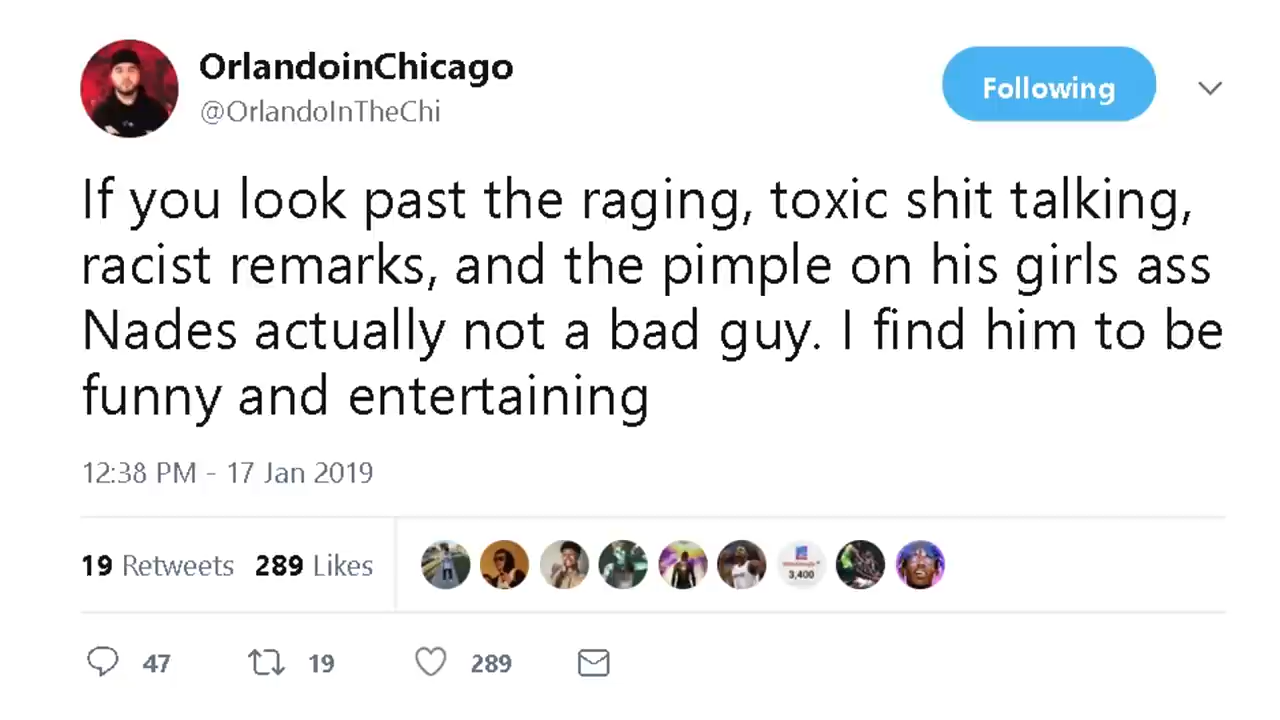 OrlandoinChicago
@OrlandoInTheChi
Following
If you look past the raging, toxic shit talking,
racist remarks, and the pimple on his girls ass
Nades actually not a bad guy. I find him to be
funny and entertaining
12:38 PM - 17 Jan 2019
19 Retweets 289 Likes
3,400
47 19 289